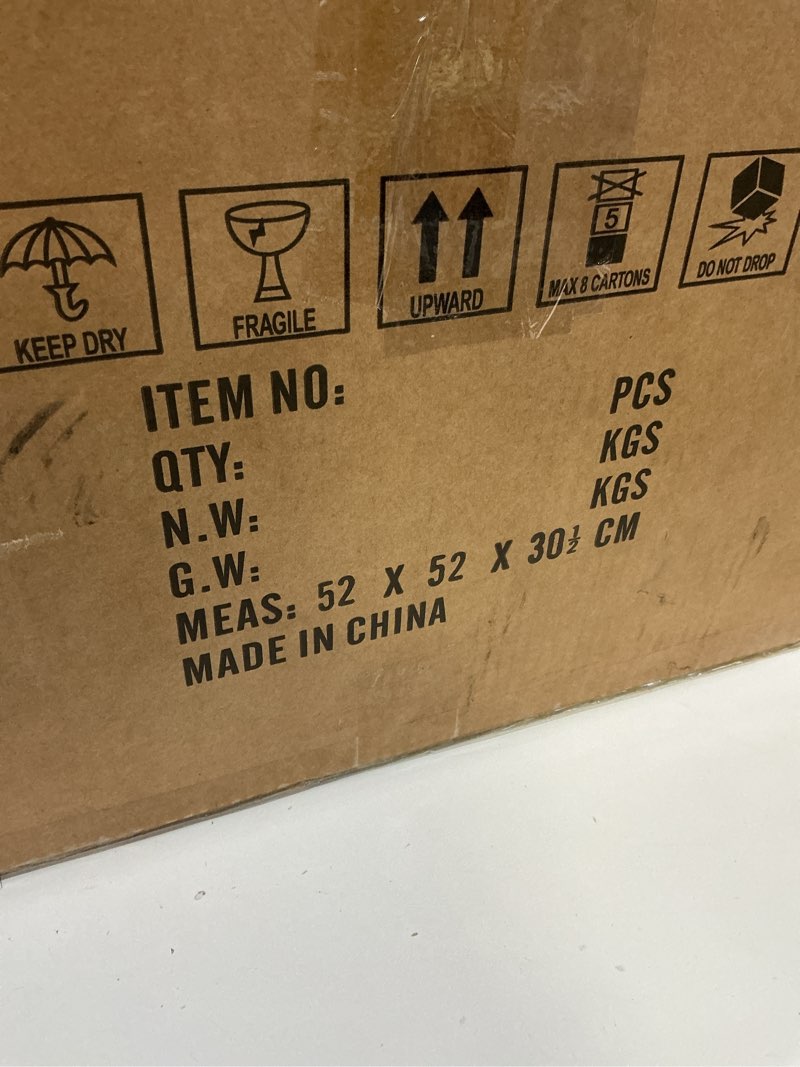 KEEP DRY
FRAGILE
UPWARD
5
MAX 8 CARTONS
DO NOT DROP
ITEM NO:
QTY: PCS
N.W: KGS
G.W: KGS
MEAS: 52 X 52 X 30½ CM
MADE IN CHINA